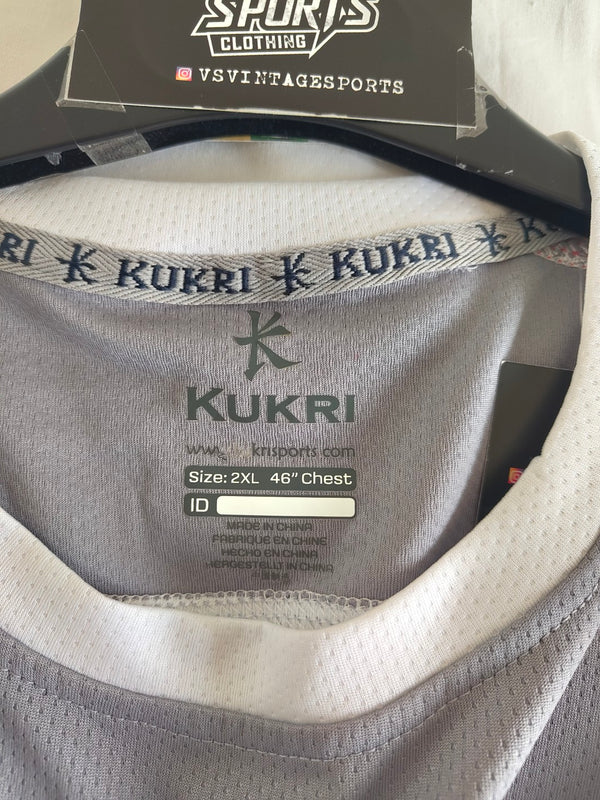 SPORTS
CLOTHING
VSVINTAGESPORTS
RI KUKRI KUKRI K
KUKRI
Size: 2XL 46" Chest
ID
MADE IN CHINA
FABRIQUE EN CHINE
HECHO EN CHINA
HERGESTELLT IN CHINA